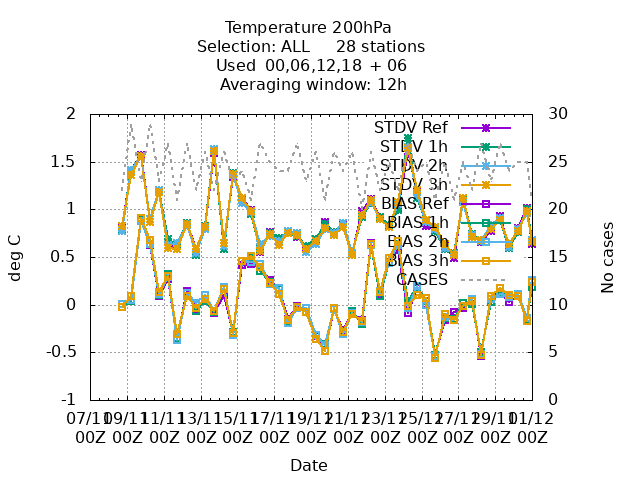 Temperature 200hPa
Selection: ALL     28 stations
Used  00,06,12,18 + 06
Averaging window: 12h
2 30
STDV Ref
STDV 1h
1.5 25
STDV 2h
STDV 3h
1 20
BIAS Ref
BIAS 1h
BIAS 2h
0.5 15
BIAS 3h
CASES
0 10
-0.5 5
-1 0
deg C
No cases
07/11 09/11 11/11 13/11 15/11 17/11 19/11 21/11 23/11 25/11 27/11 29/11 01/12
00Z 00Z 00Z 00Z 00Z 00Z 00Z 00Z 00Z 00Z 00Z 00Z 00Z
Date